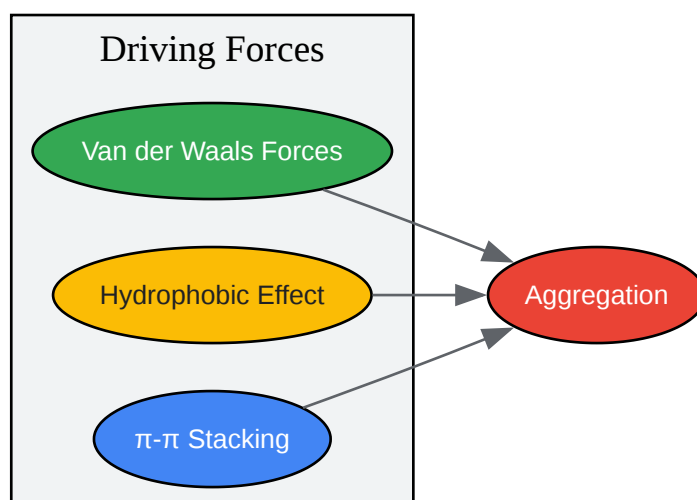 Driving Forces
Van der Waals Forces
Hydrophobic Effect
Aggregation
π-π Stacking